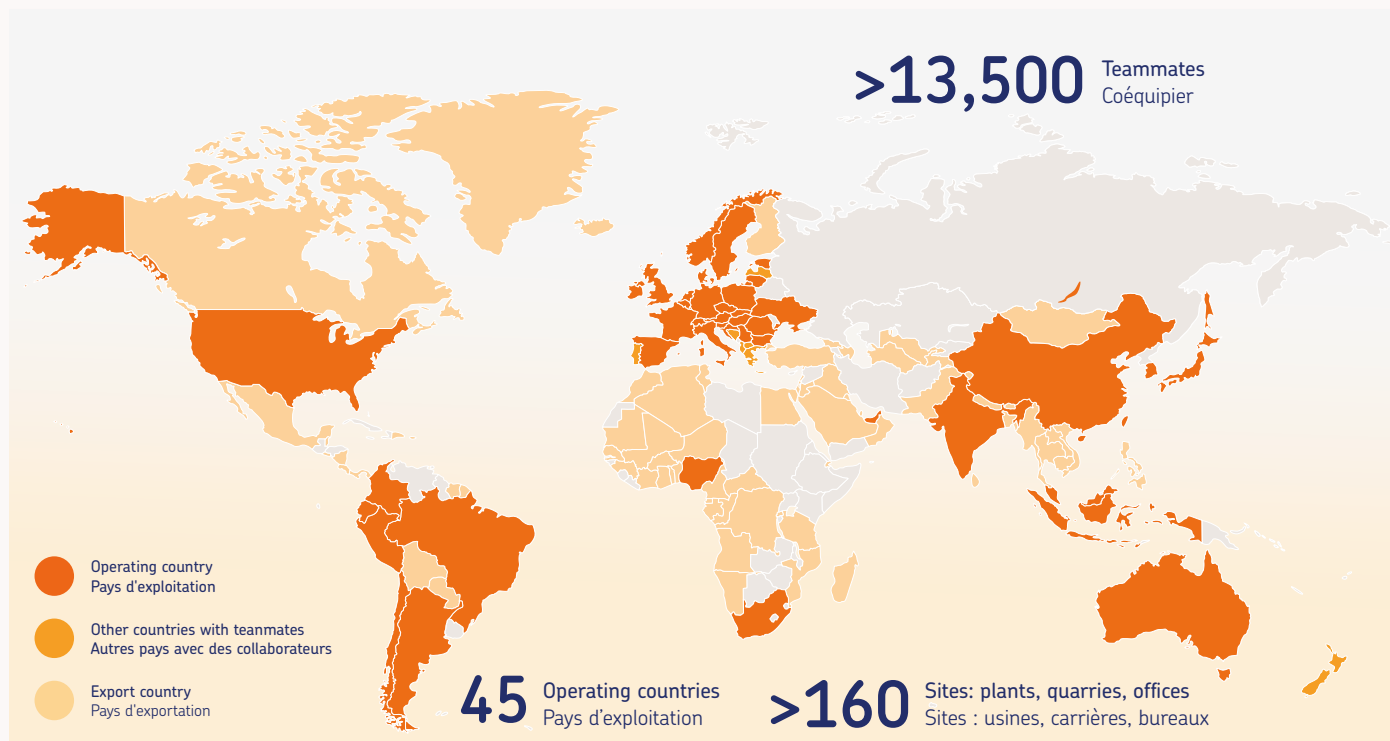 >13,500
Teammates
Coéquipier
Operating country
Pays d'exploitation
Other countries with teammates
Autres pays avec des collaborateurs
Export country
Pays d'exportation
45
Operating countries
Pays d'exploitation
>160
Sites: plants, quarries, offices
Sites : usines, carrières, bureaux